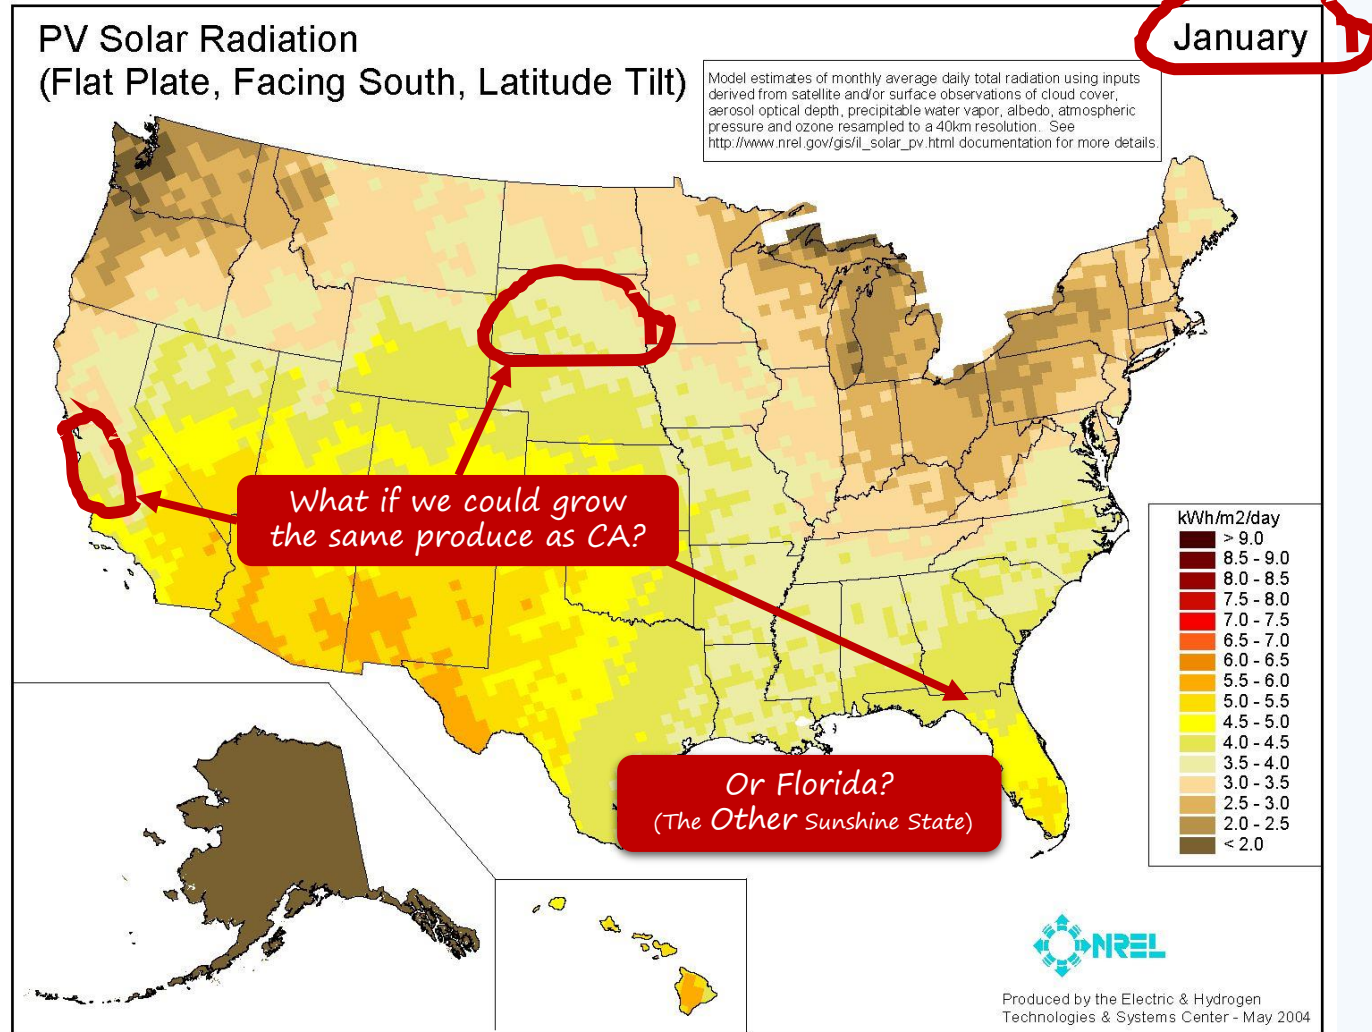 PV Solar Radiation
(Flat Plate, Facing South, Latitude Tilt)
January
Model estimates of monthly average daily total radiation using inputs
derived from satellite and/or surface observations of cloud cover,
aerosol optical depth, precipitable water vapor, albedo, atmospheric
pressure and ozone resampled to a 40km resolution. See
http://www.nrel.gov/gis/il_solar_pv.html documentation for more details.
What if we could grow
the same produce as CA?
Or Florida?
(The Other Sunshine State)
kWh/m2/day
> 9.0
8.5 - 9.0
8.0 - 8.5
7.5 - 8.0
7.0 - 7.5
6.5 - 7.0
6.0 - 6.5
5.5 - 6.0
5.0 - 5.5
4.5 - 5.0
4.0 - 4.5
3.5 - 4.0
3.0 - 3.5
2.5 - 3.0
2.0 - 2.5
< 2.0
NREL
Produced by the Electric & Hydrogen
Technologies & Systems Center - May 2004